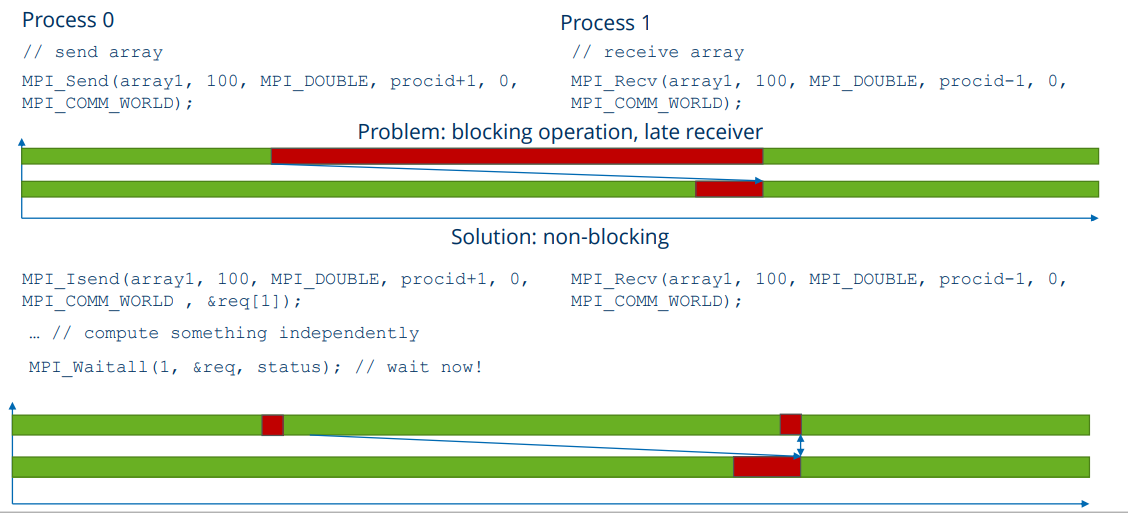 Process 0
Process 1
// send array
// receive array
MPI_Send(array1, 100, MPI_DOUBLE, procid+1, 0,
MPI_COMM_WORLD);
MPI_Recv(array1, 100, MPI_DOUBLE, procid-1, 0,
MPI_COMM_WORLD);
Problem: blocking operation, late receiver
Solution: non-blocking
MPI_Isend(array1, 100, MPI_DOUBLE, procid+1, 0,
MPI_COMM_WORLD , &req[1]);
… // compute something independently
MPI_Waitall(1, &req, status); // wait now!
MPI_Recv(array1, 100, MPI_DOUBLE, procid-1, 0,
MPI_COMM_WORLD);